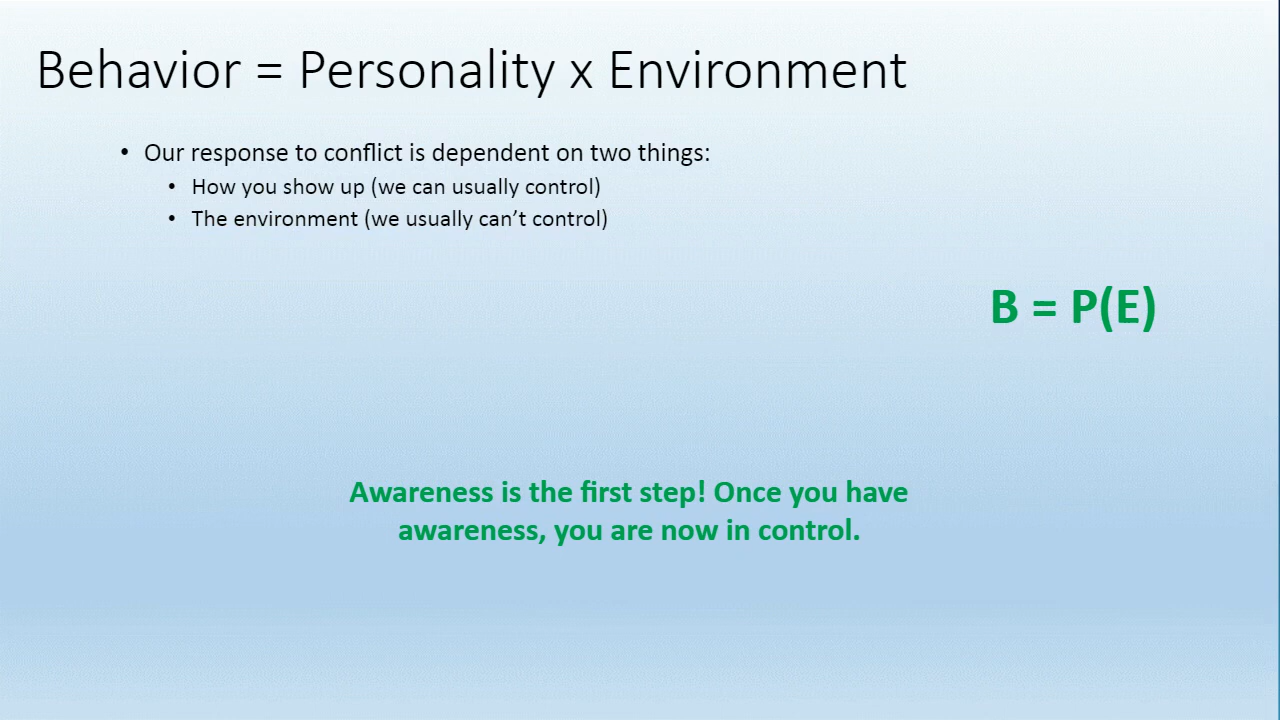 Behavior = Personality x Environment
• Our response to conflict is dependent on two things:
• How you show up (we can usually control)
• The environment (we usually can’t control)
B = P(E)
Awareness is the first step! Once you have
awareness, you are now in control.